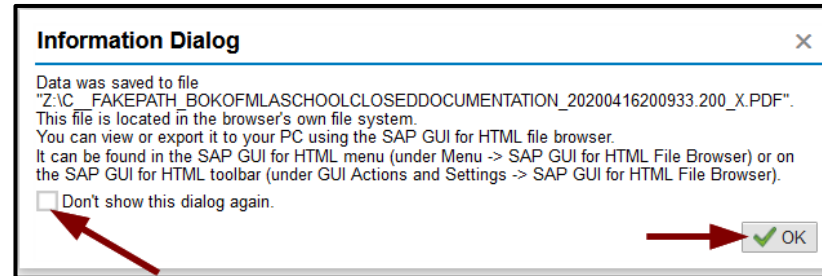 Information Dialog
Data was saved to file
"Z:\C__FAKEPATH_BOKOFMLASCHOOLCLOSEDDOCUMENTATION_20200416200933.200_X.PDF".
This file is located in the browser's own file system.
You can view or export it to your PC using the SAP GUI for HTML file browser.
It can be found in the SAP GUI for HTML menu (under Menu -> SAP GUI for HTML File Browser) or on
the SAP GUI for HTML toolbar (under GUI Actions and Settings -> SAP GUI for HTML File Browser).
Don't show this dialog again.
OK